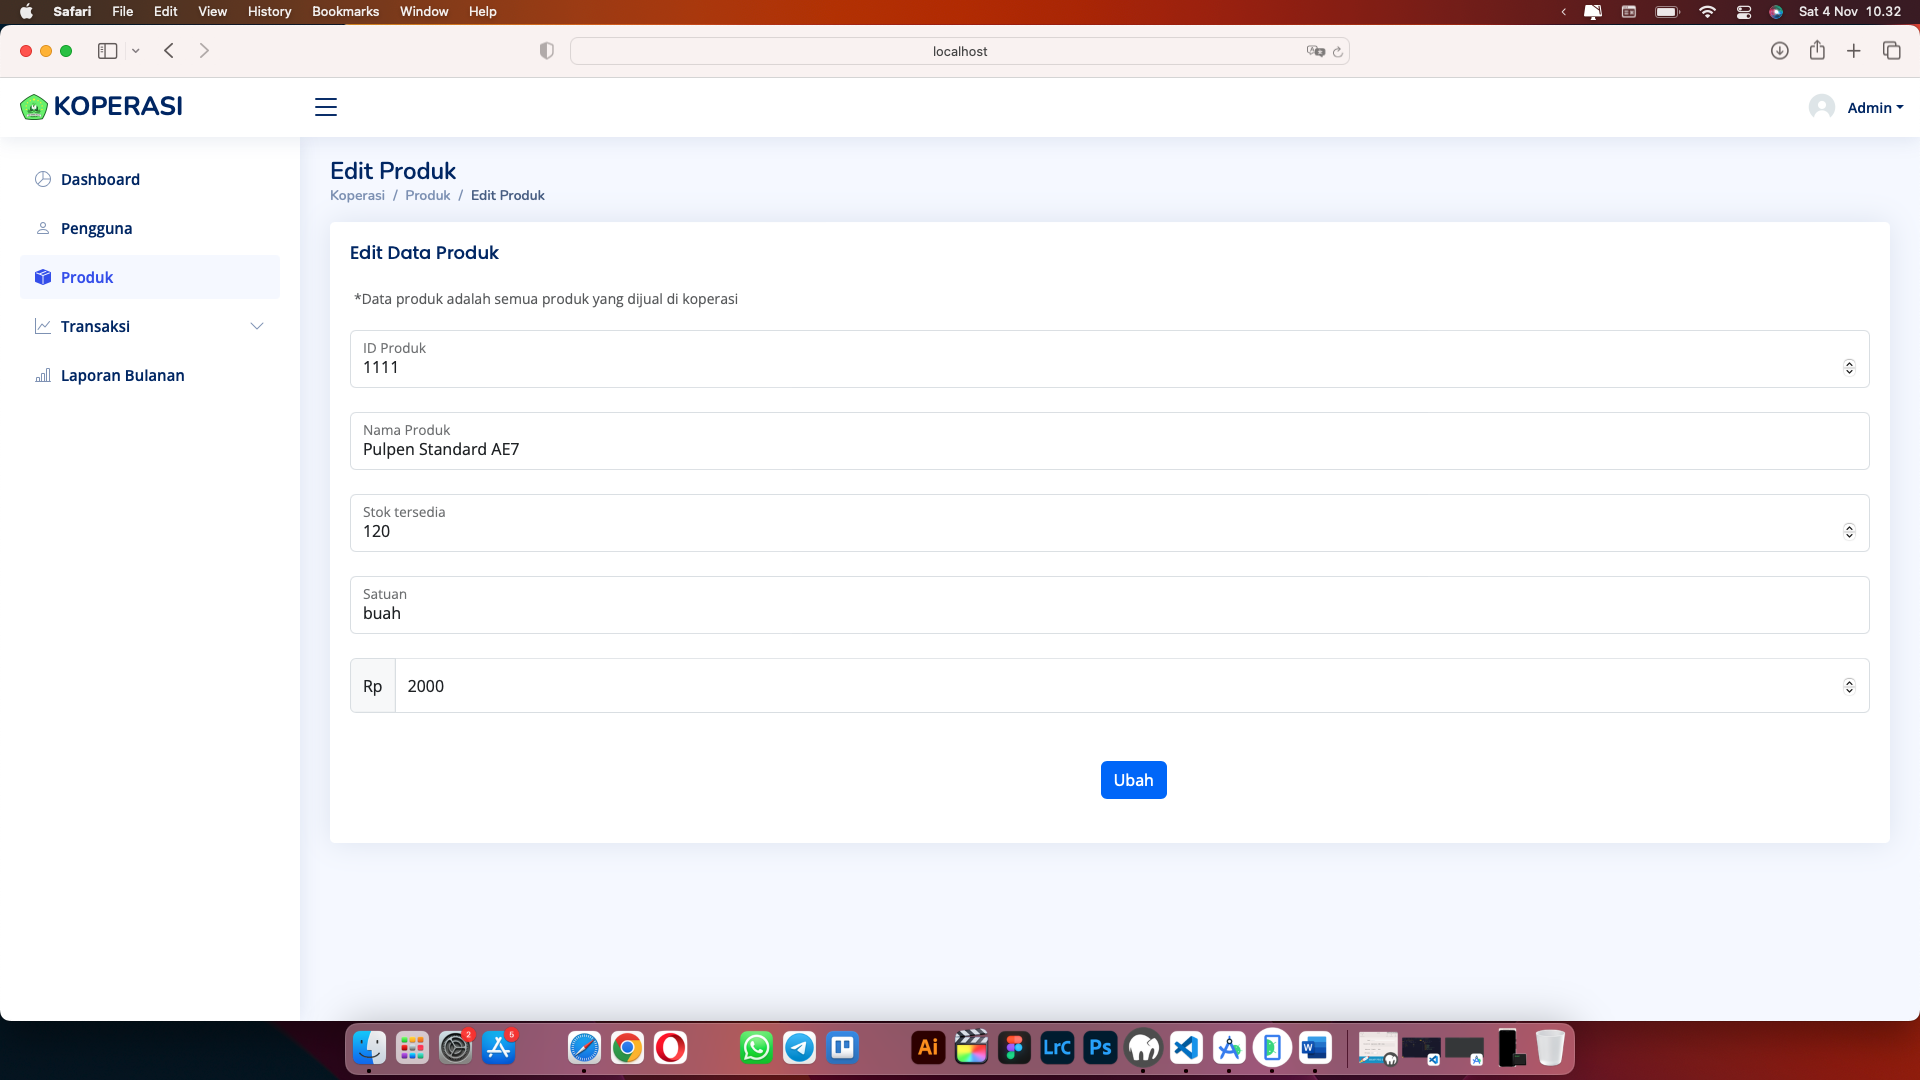 Safari File Edit View History Bookmarks Window Help Sat 4 Nov 10.32
localhost
KOPERASI
Admin
Dashboard
Pengguna
Produk
Transaksi
Laporan Bulanan
Edit Produk
Koperasi / Produk / Edit Produk
Edit Data Produk
*Data produk adalah semua produk yang dijual di koperasi
ID Produk
1111
Nama Produk
Pulpen Standard AE7
Stok tersedia
120
Satuan
buah
Rp 2000
Ubah
2 5 Ai LrC Ps W